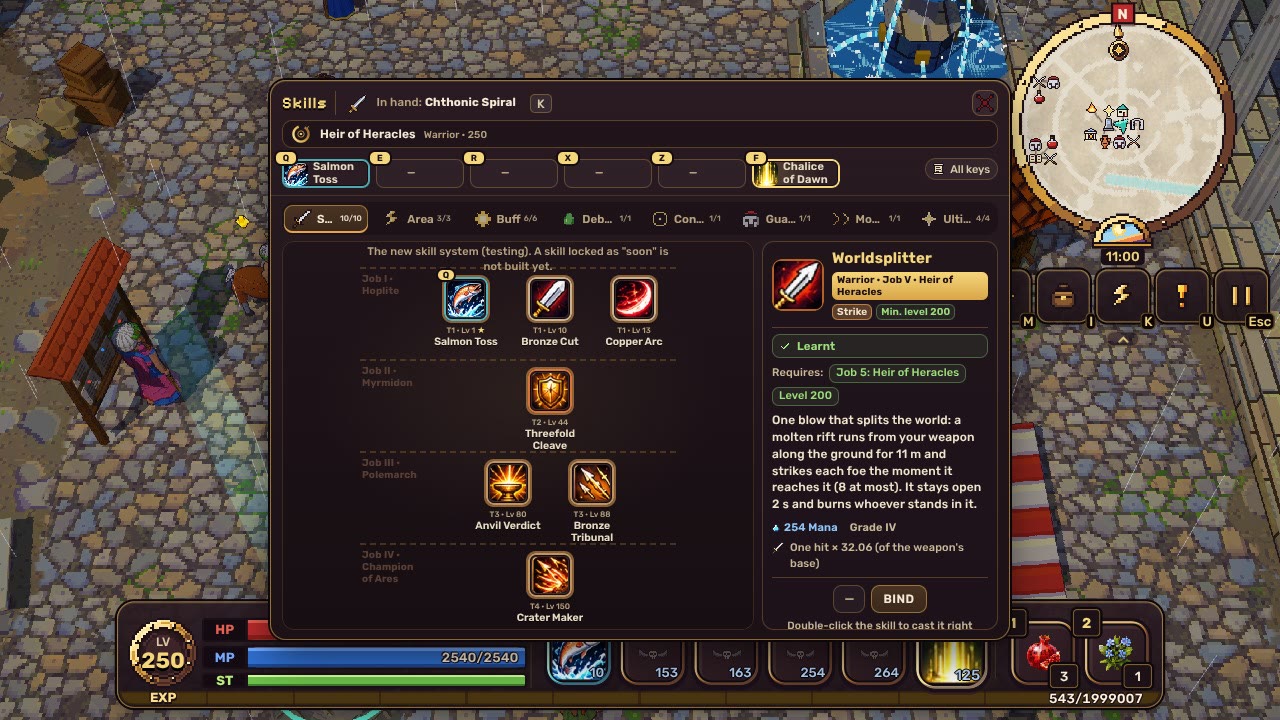 N
Skills
In hand: Chthonic Spiral
K
Heir of Heracles Warrior · 250
Q
Salmon Toss
E
–
R
–
X
–
Z
–
F
Chalice of Dawn
All keys
S... 10/10
Area 3/3
Buff 6/6
Deb... 1/1
Con... 1/1
Gua... 1/1
Mo... 1/1
Ulti... 4/4
The new skill system (testing). A skill locked as "soon" is
not built yet.
Job I ·
Hoplite
Q
T1 · Lv 1 ★
Salmon Toss
T1 · Lv 10
Bronze Cut
T1 · Lv 13
Copper Arc
Job II ·
Myrmidon
T2 · Lv 44
Threefold
Cleave
Job III ·
Polemarch
T3 · Lv 80
Anvil Verdict
T3 · Lv 88
Bronze
Tribunal
Job IV ·
Champion
of Ares
T4 · Lv 150
Crater Maker
Worldsplitter
Warrior · Job V · Heir of
Heracles
Strike
Min. level 200
Learnt
Requires: Job 5: Heir of Heracles
Level 200
One blow that splits the world: a
molten rift runs from your weapon
along the ground for 11 m and
strikes each foe the moment it
reaches it (8 at most). It stays open
2 s and burns whoever stands in it.
254 Mana Grade IV
One hit × 32.06 (of the weapon's
base)
–
BIND
Double-click the skill to cast it right
11:00
M
I
K
U
Esc
LV
250
EXP
HP
MP
2540/2540
ST
10
153
163
254
264
125
1
3
2
1
543/1999007